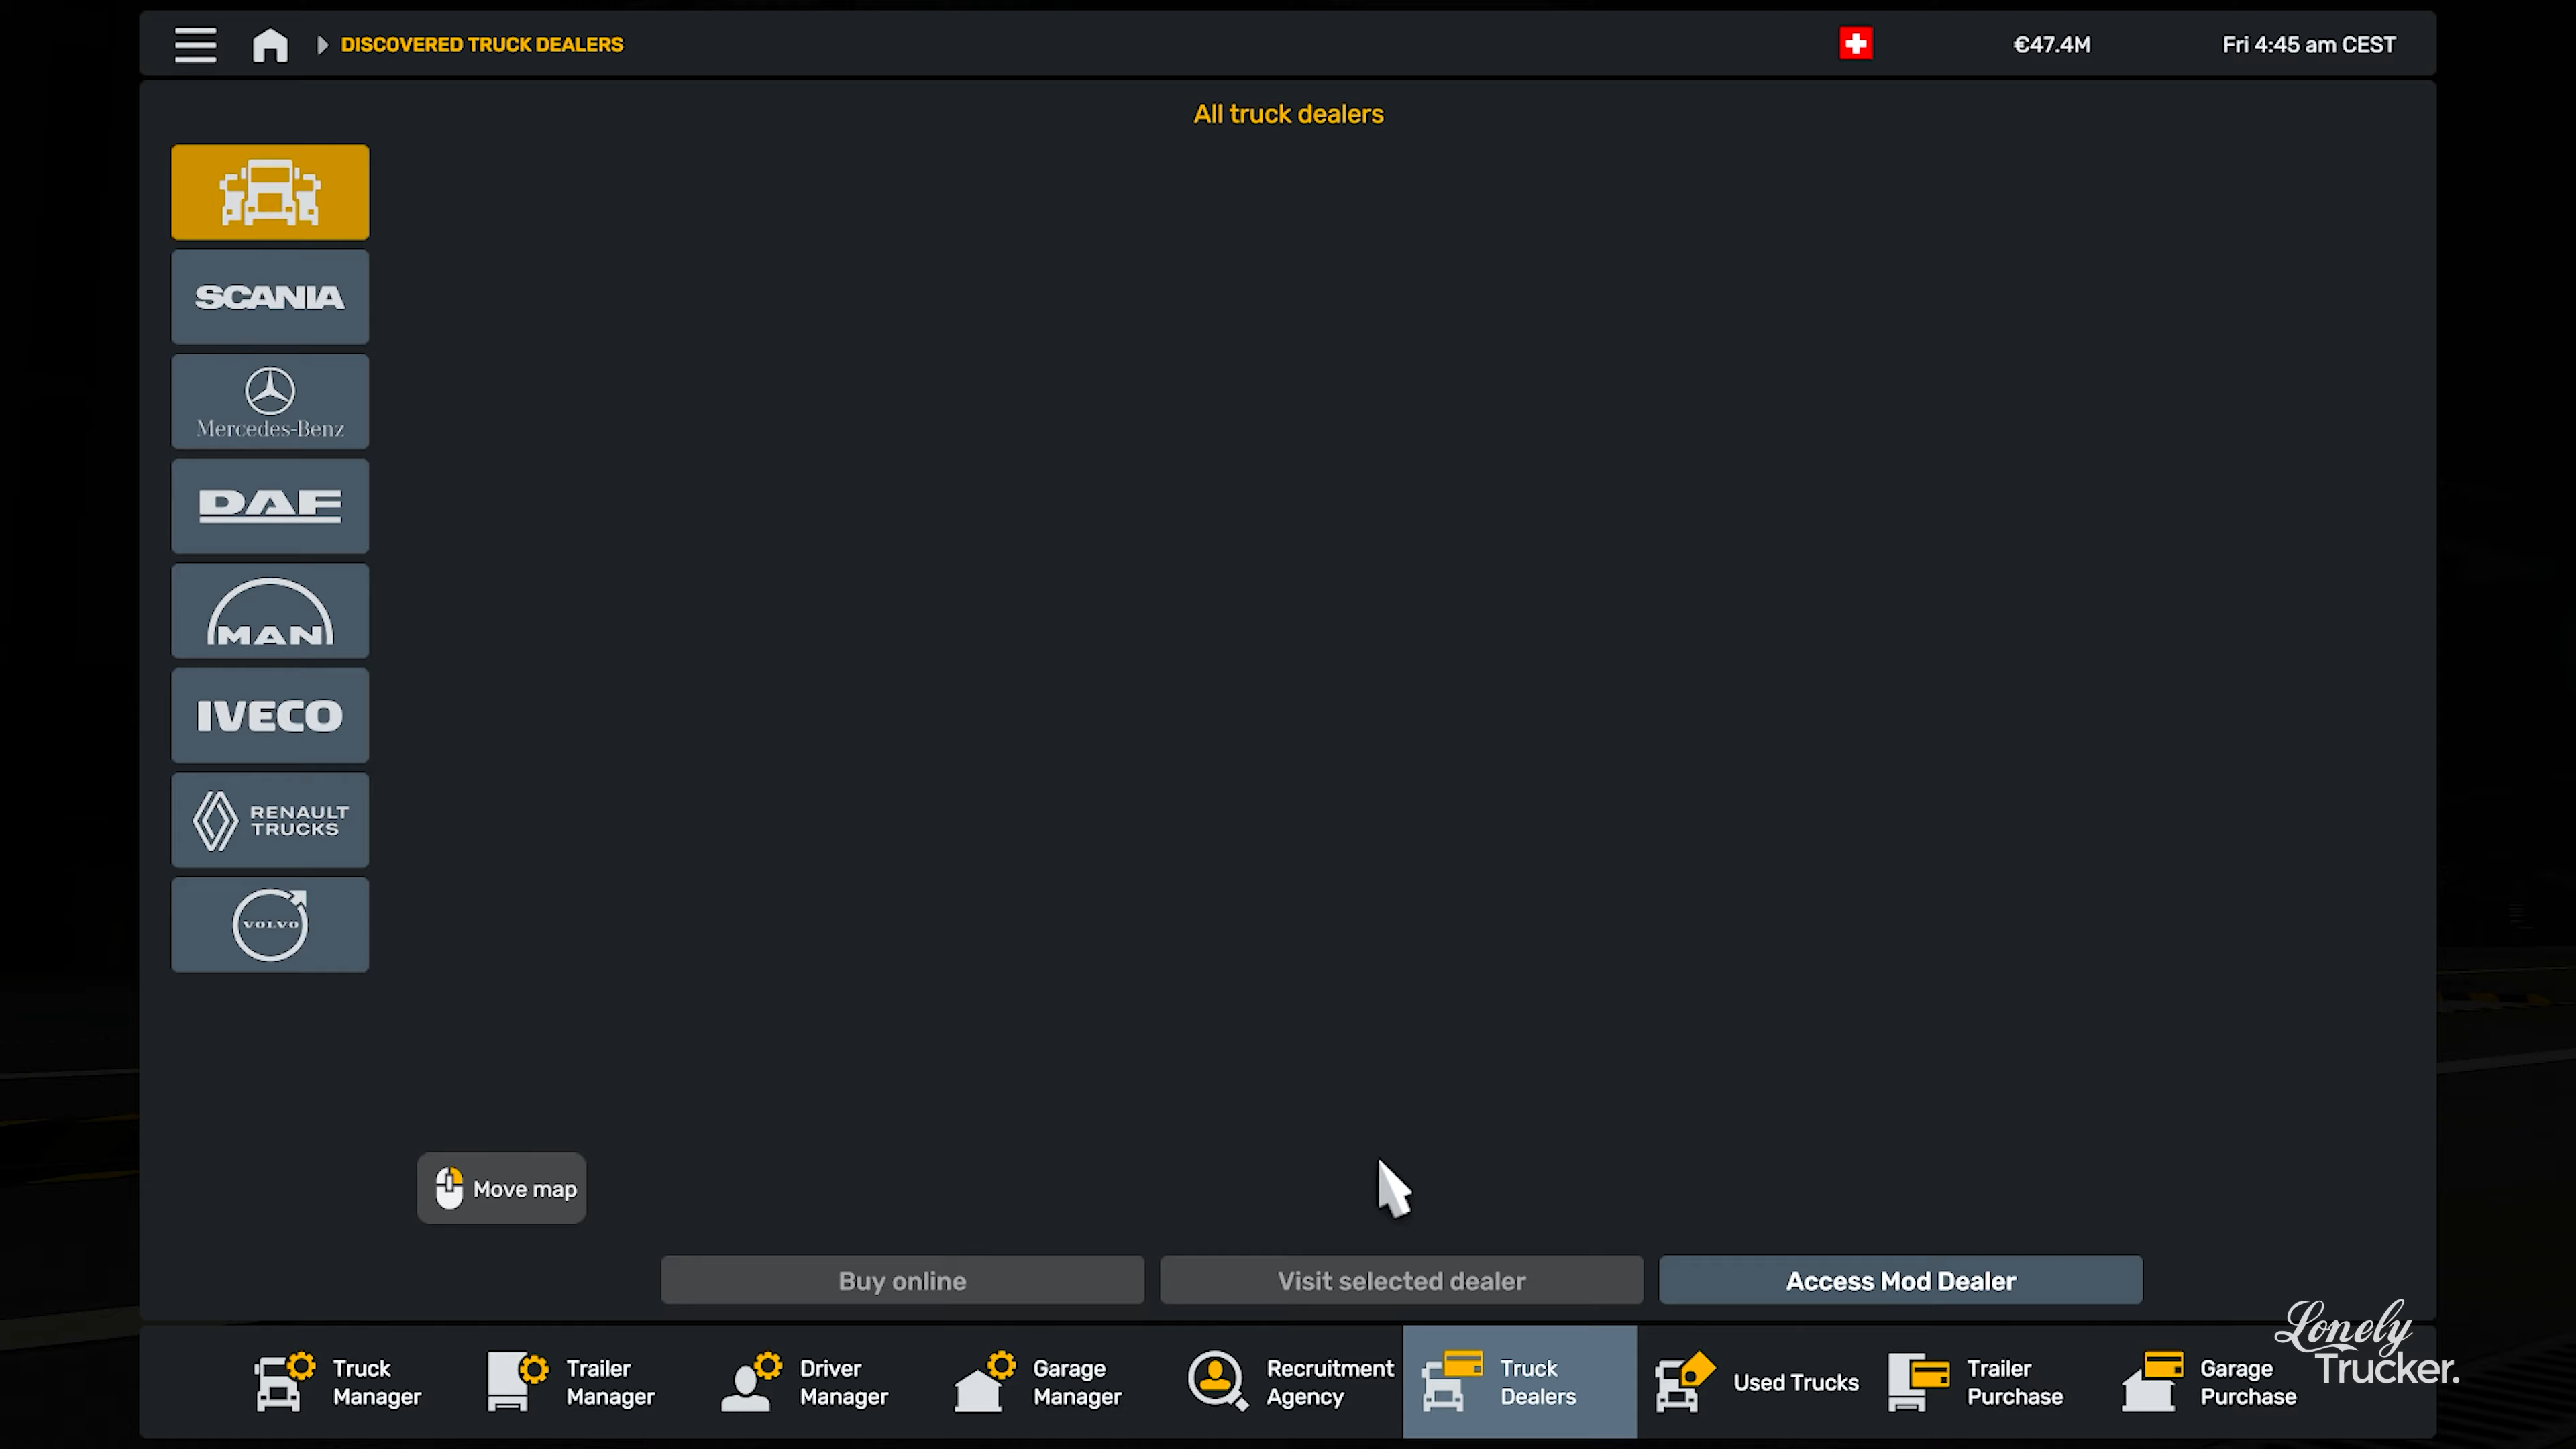 DISCOVERED TRUCK DEALERS
€47.4M
Fri 4:45 am CEST
All truck dealers
SCANIA
Mercedes-Benz
DAF
MAN
IVECO
RENAULT
TRUCKS
VOLVO
Move map
Buy online
Visit selected dealer
Access Mod Dealer
Truck
Manager
Trailer
Manager
Driver
Manager
Garage
Manager
Recruitment
Agency
Truck
Dealers
Used Trucks
Trailer
Purchase
Garage
Purchase
Lonely
Trucker.